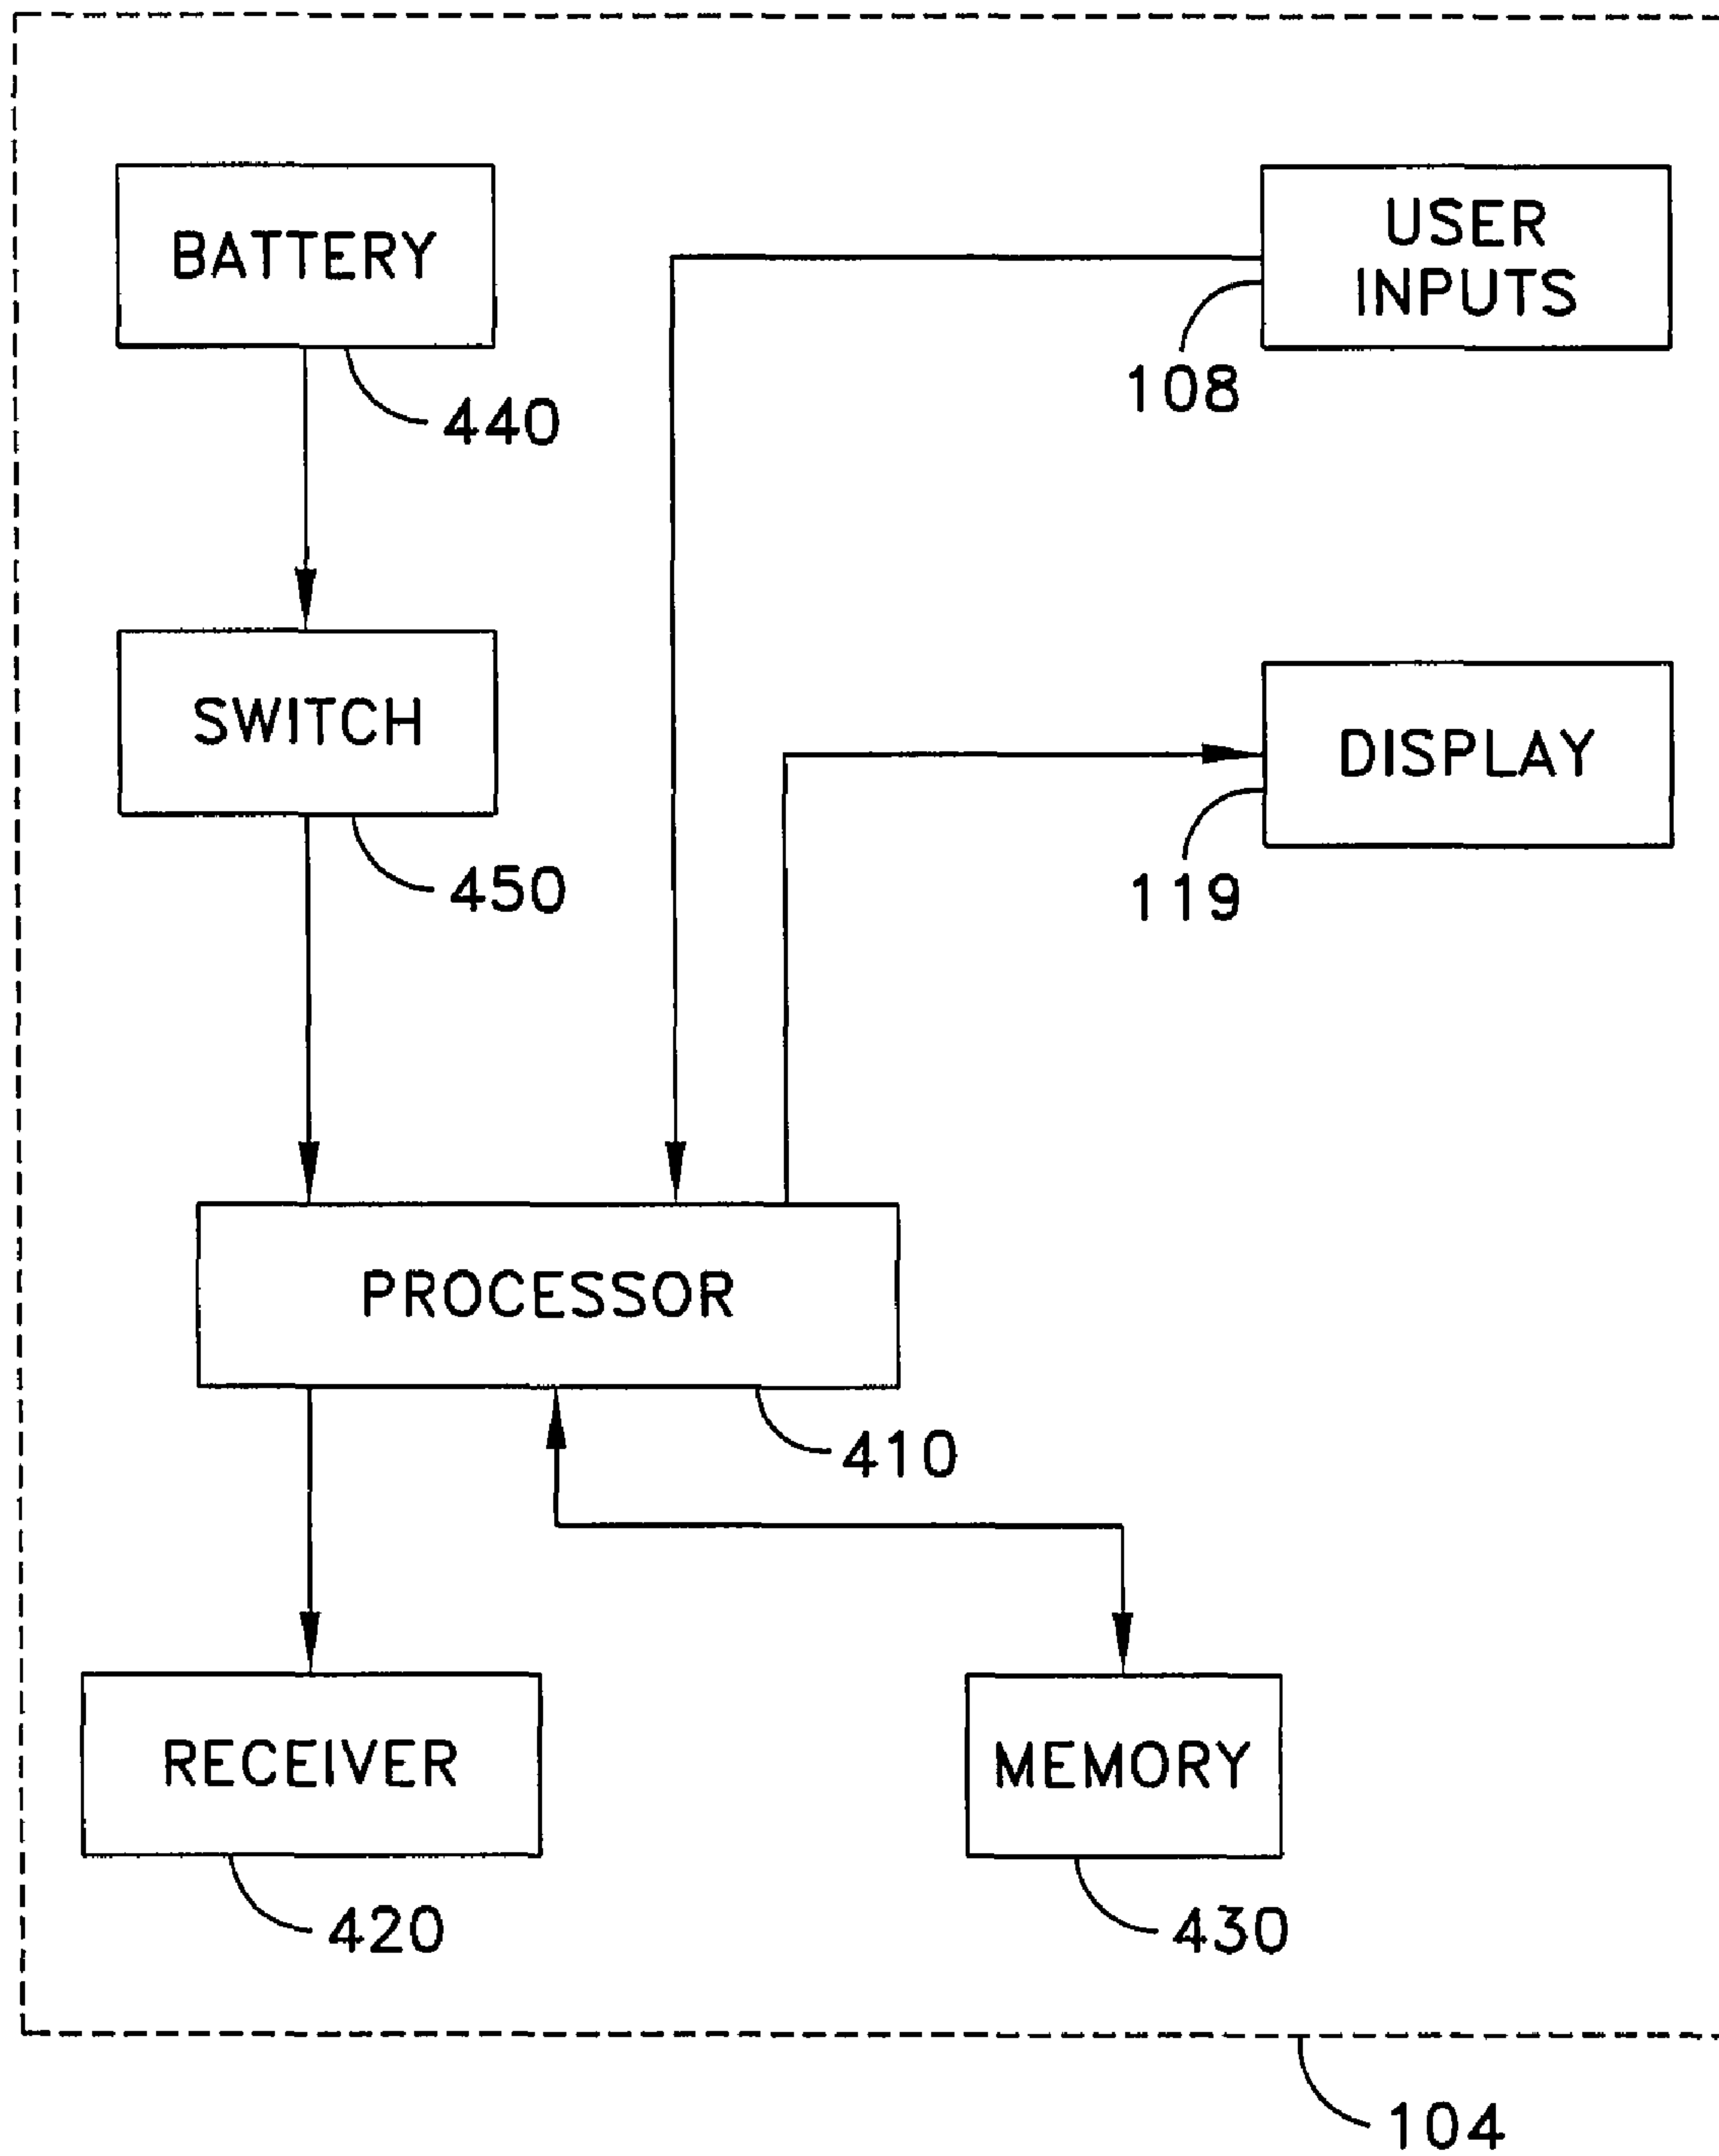 BATTERY
440
USER
INPUTS
108
SWITCH
450
DISPLAY
119
PROCESSOR
410
RECEIVER
420
MEMORY
430
104